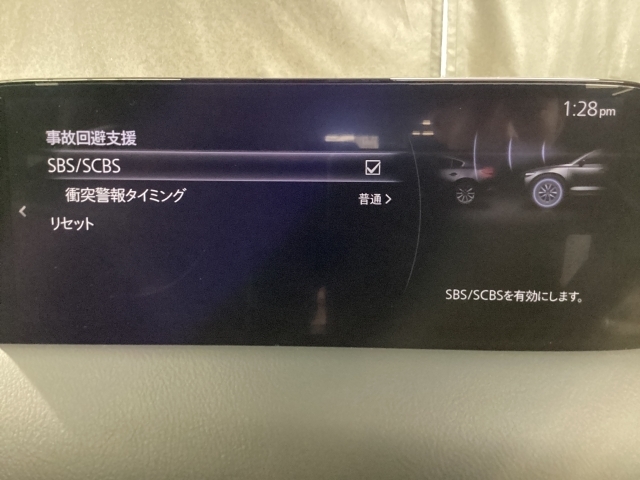 1:28pm
事故回避支援
SBS/SCBS
衝突警報タイミング
普通
リセット
SBS/SCBSを有効にします。